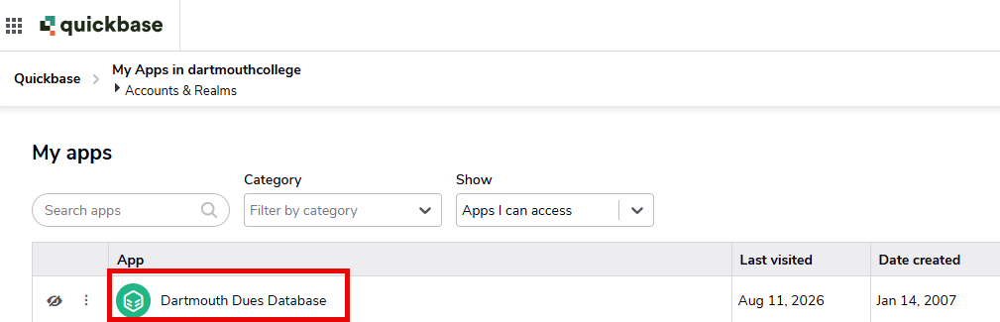 quickbase
Quickbase
My Apps in dartmouthcollege
Accounts & Realms
My apps
Category
Show
Search apps
Filter by category
Apps I can access
App
Last visited
Date created
Dartmouth Dues Database
Aug 11, 2026
Jan 14, 2007